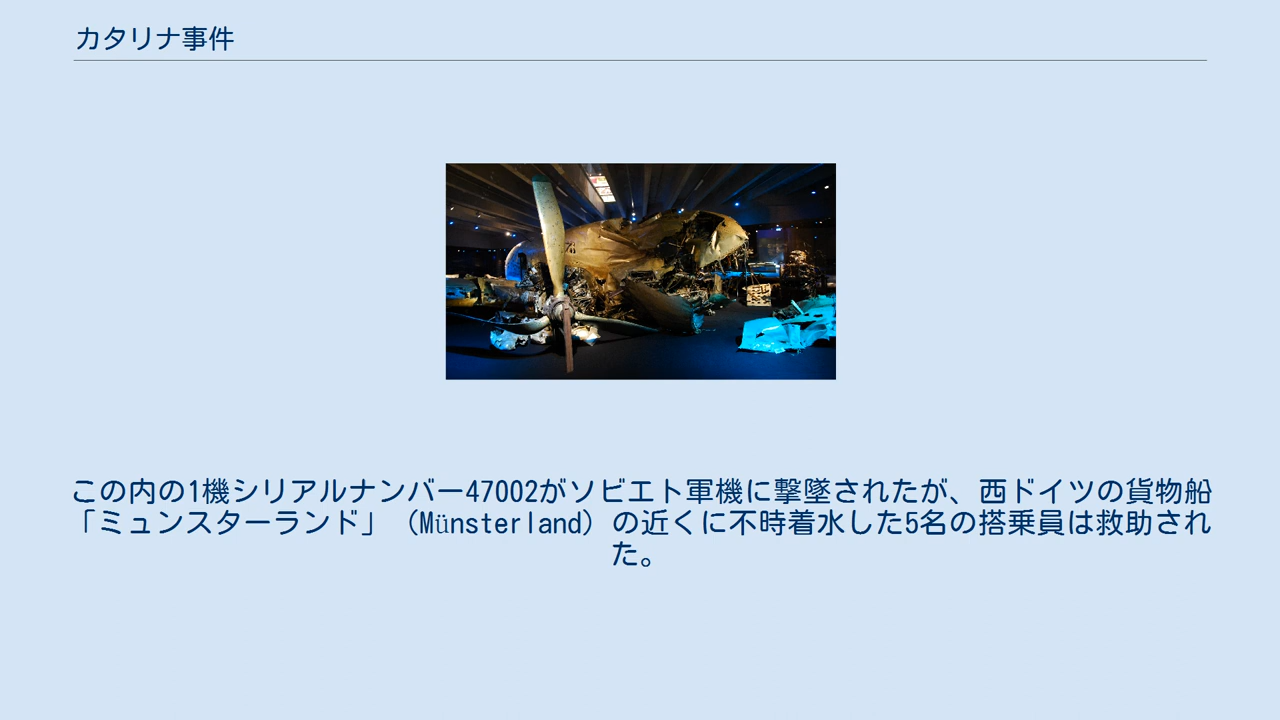 カタリナ事件
この内の1機シリアルナンバー47002がソビエト軍機に撃墜されたが、西ドイツの貨物船
「ミュンスターランド」（Münsterland）の近くに不時着水した5名の搭乗員は救助され
た。